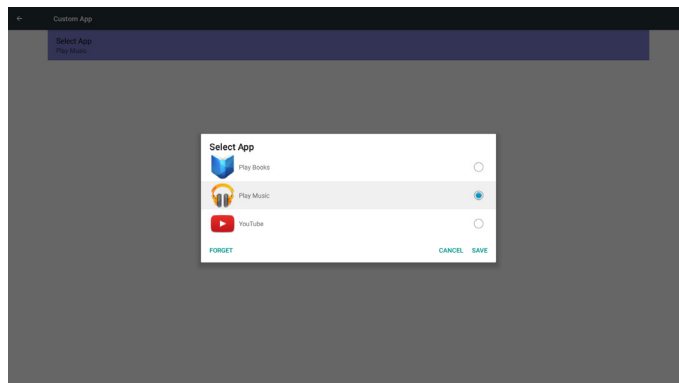 Custom App
Select App
Play Music
Select App
Play Books
Play Music
YouTube
FORGET CANCEL SAVE